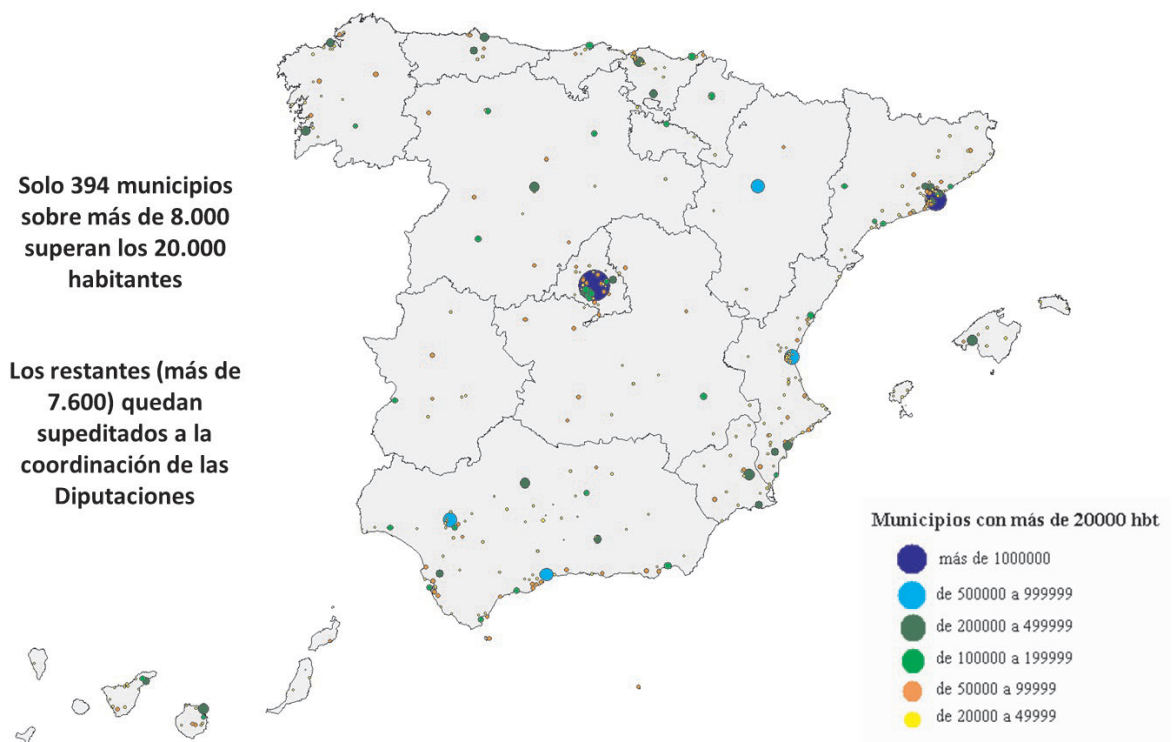 Solo 394 municipios
sobre más de 8.000
superan los 20.000
habitantes
Los restantes (más de
7.600) quedan
supeditados a la
coordinación de las
Diputaciones
Municipios con más de 20000 hbt
más de 1000000
de 500000 a 999999
de 200000 a 499999
de 100000 a 199999
de 50000 a 99999
de 20000 a 49999